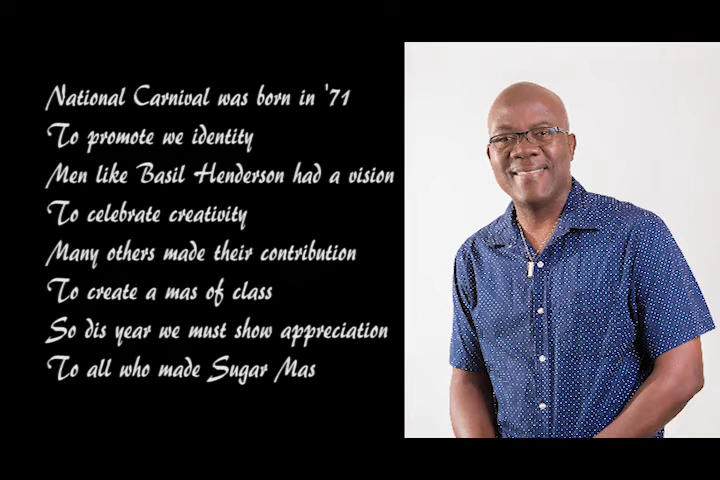 National Carnival was born in '71
To promote we identity
Men like Basil Henderson had a vision
To celebrate creativity
Many others made their contribution
To create a mas of class
So dis year we must show appreciation
To all who made Sugar Mas